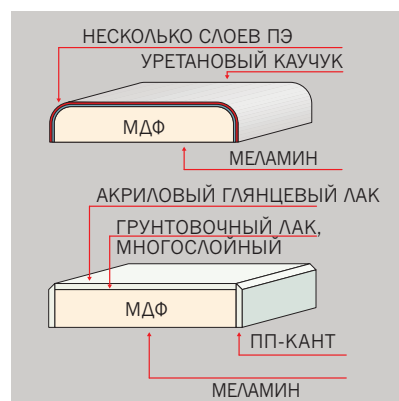 НЕСКОЛЬКО СЛОЕВ ПЭ
УРЕТАНОВЫЙ КАУЧУК
МДФ
МЕЛАМИН
АКРИЛОВЫЙ ГЛЯНЦЕВЫЙ ЛАК
ГРУНТОВОЧНЫЙ ЛАК,
МНОГОСЛОЙНЫЙ
МДФ
ПП-КАНТ
МЕЛАМИН